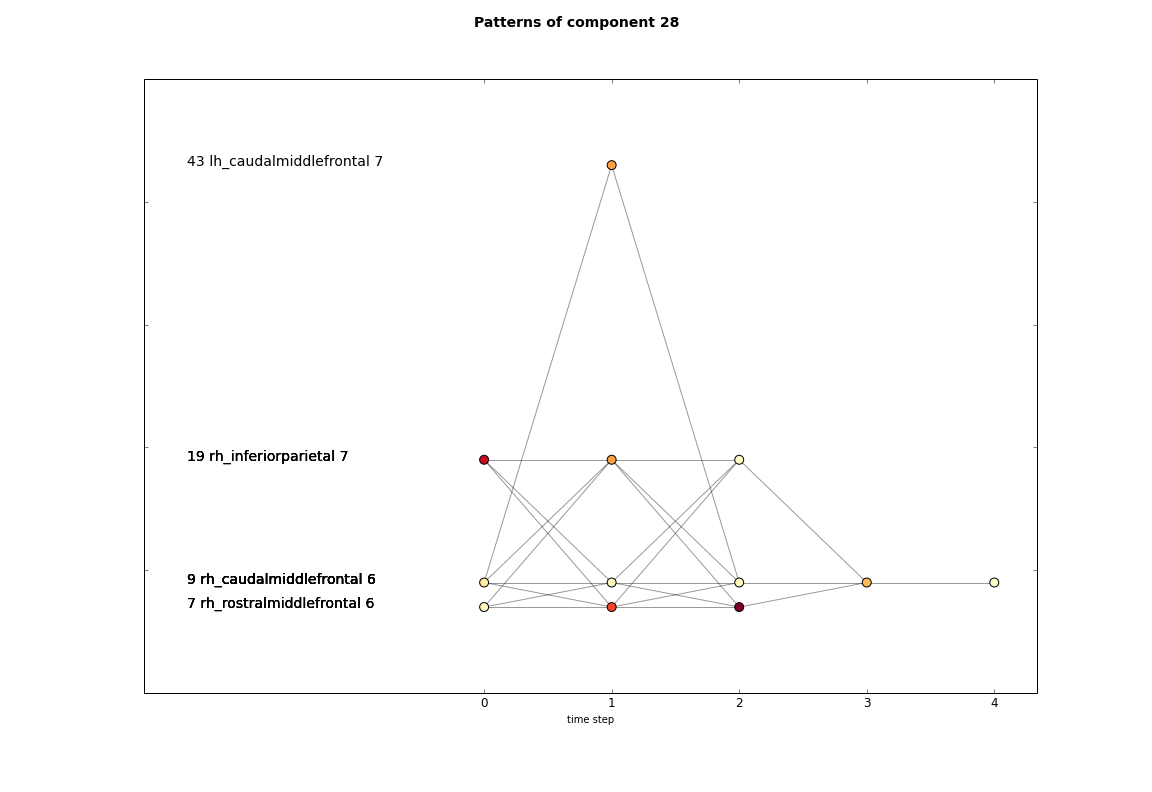 Patterns of component 28
43 lh_caudalmiddlefrontal 7
19 rh_inferiorparietal 7
9 rh_caudalmiddlefrontal 6
7 rh_rostralmiddlefrontal 6
0 1 2 3 4
time step